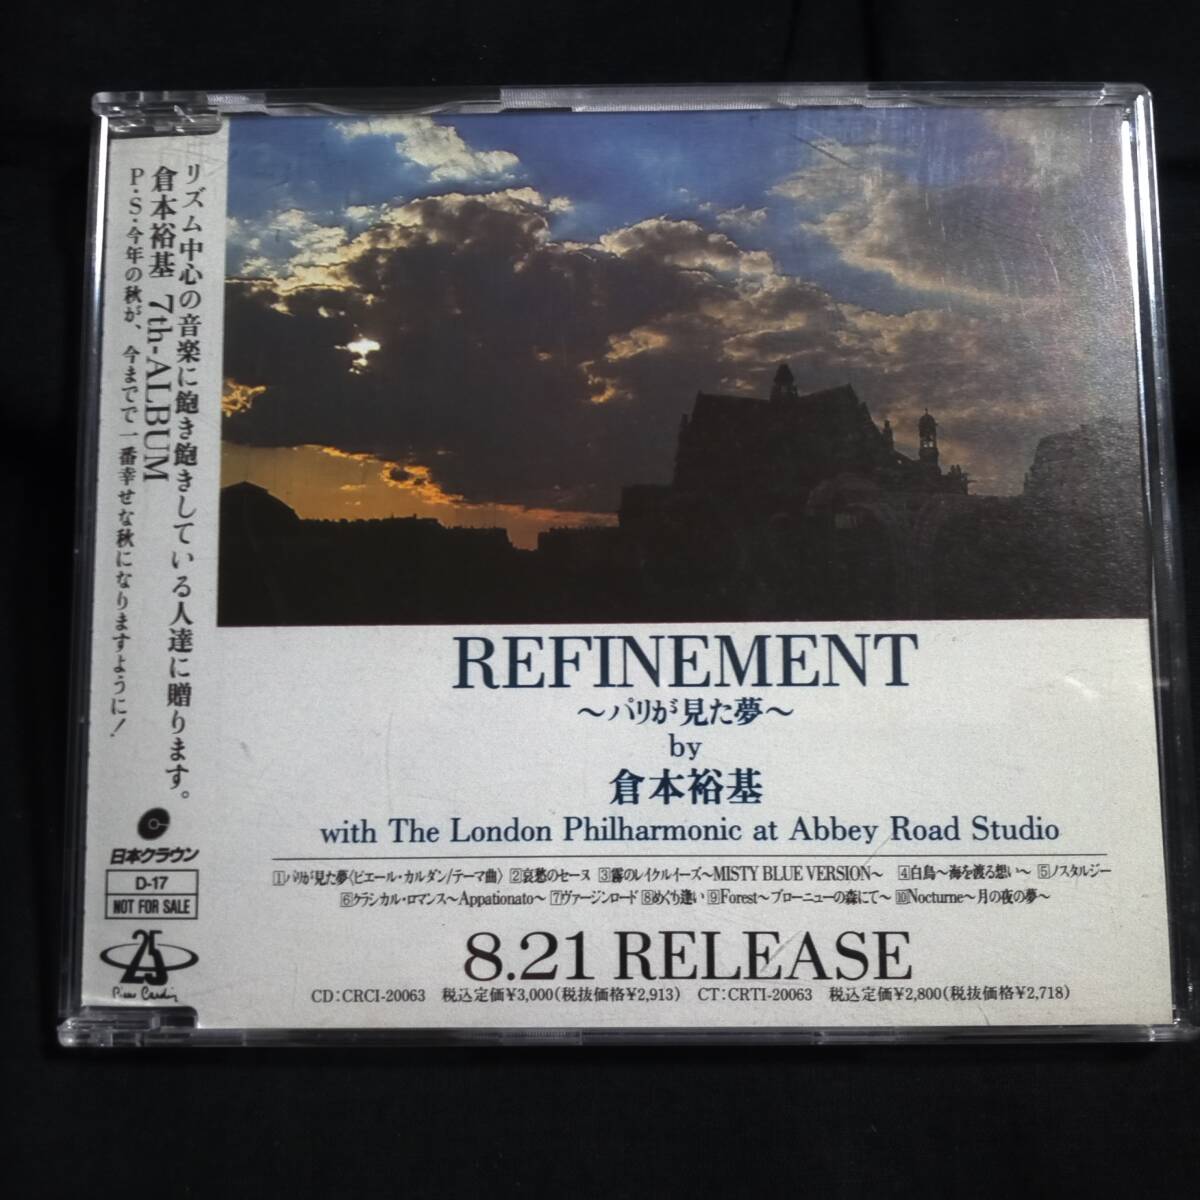 リズム中心の音楽に飽き飽きしている人達に贈ります。
倉本裕基 7th-ALBUM
P・S・今年の秋が、今までで一番幸せな秋になりますように！
日本クラウン
D-17
NOT FOR SALE
25
Pierre Cardin
REFINEMENT
～パリが見た夢～
by
倉本裕基
with The London Philharmonic at Abbey Road Studio
①パリが見た夢〈ピエール・カルダン/テーマ曲〉 ②哀愁のセーヌ ③霧のレイクルイーズ～MISTY BLUE VERSION～ ④白鳥～海を渡る想い～ ⑤ノスタルジー
⑥クラシカル・ロマンス～Appationato～ ⑦ヴァージンロード ⑧めぐり逢い ⑨Forest～ブローニューの森にて～ ⑩Nocturne～月の夜の夢～
8.21 RELEASE
CD：CRCI-20063 税込定価¥3,000（税抜価格¥2,913） CT：CRTI-20063 税込定価¥2,800（税抜価格¥2,718）